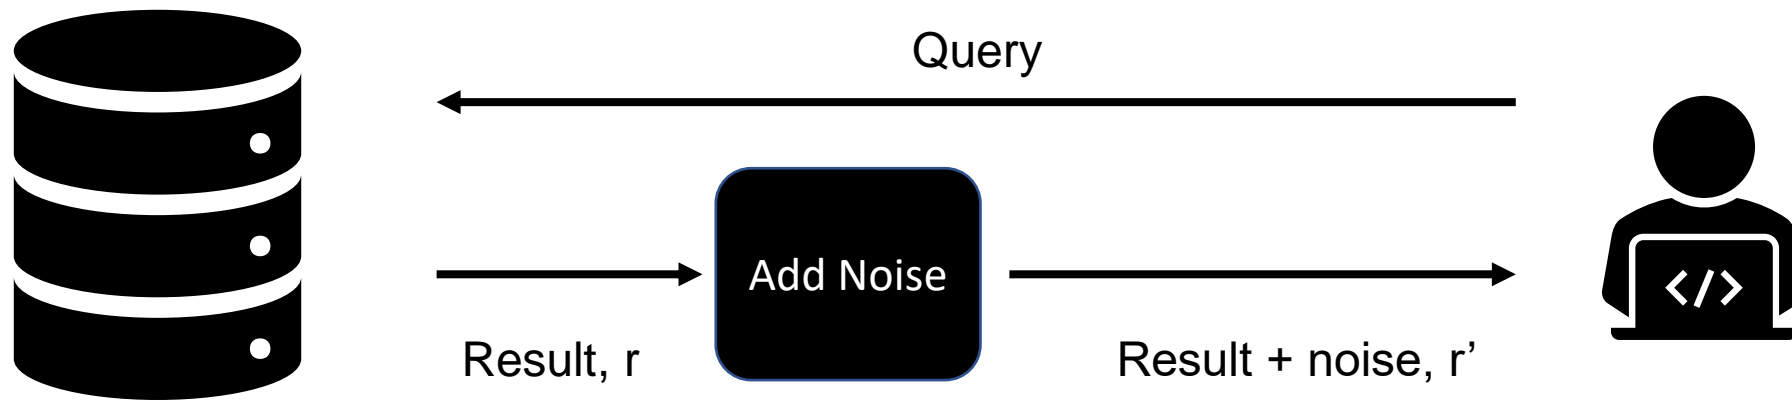 Query
Add Noise
Result, r
Result + noise, r’
</>